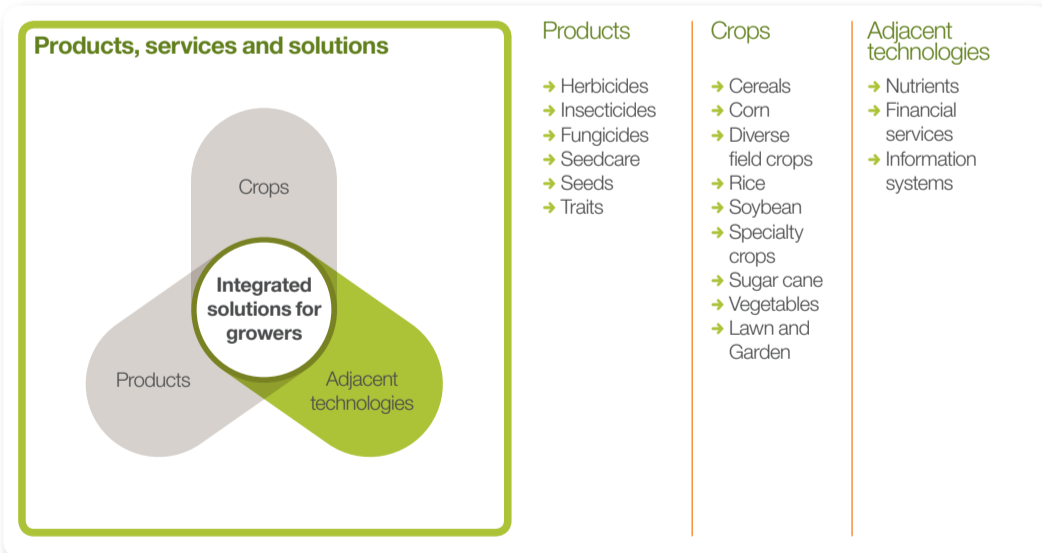 Products, services and solutions
Crops
Integrated
solutions for
growers
Products
Adjacent
technologies
Products
Herbicides
Insecticides
Fungicides
Seedcare
Seeds
Traits
Crops
Cereals
Corn
Diverse
field crops
Rice
Soybean
Specialty
crops
Sugar cane
Vegetables
Lawn and
Garden
Adjacent
technologies
Nutrients
Financial
services
Information
systems